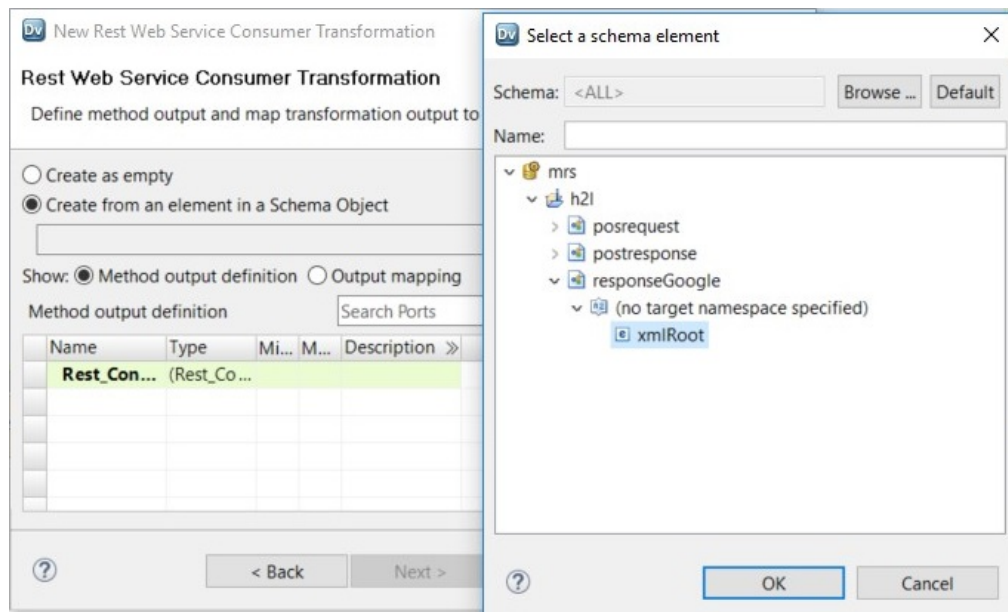 Dv New Rest Web Service Consumer Transformation
Rest Web Service Consumer Transformation
Define method output and map transformation output to
Create as empty
Create from an element in a Schema Object
Show: Method output definition Output mapping
Method output definition Search Ports
Name Type Mi... M... Description »
Rest_Con... (Rest_Co...
? < Back Next >
Dv Select a schema element
Schema: <ALL> Browse ... Default
Name:
mrs
h2l
posrequest
postresponse
responseGoogle
(no target namespace specified)
e xmlRoot
? OK Cancel